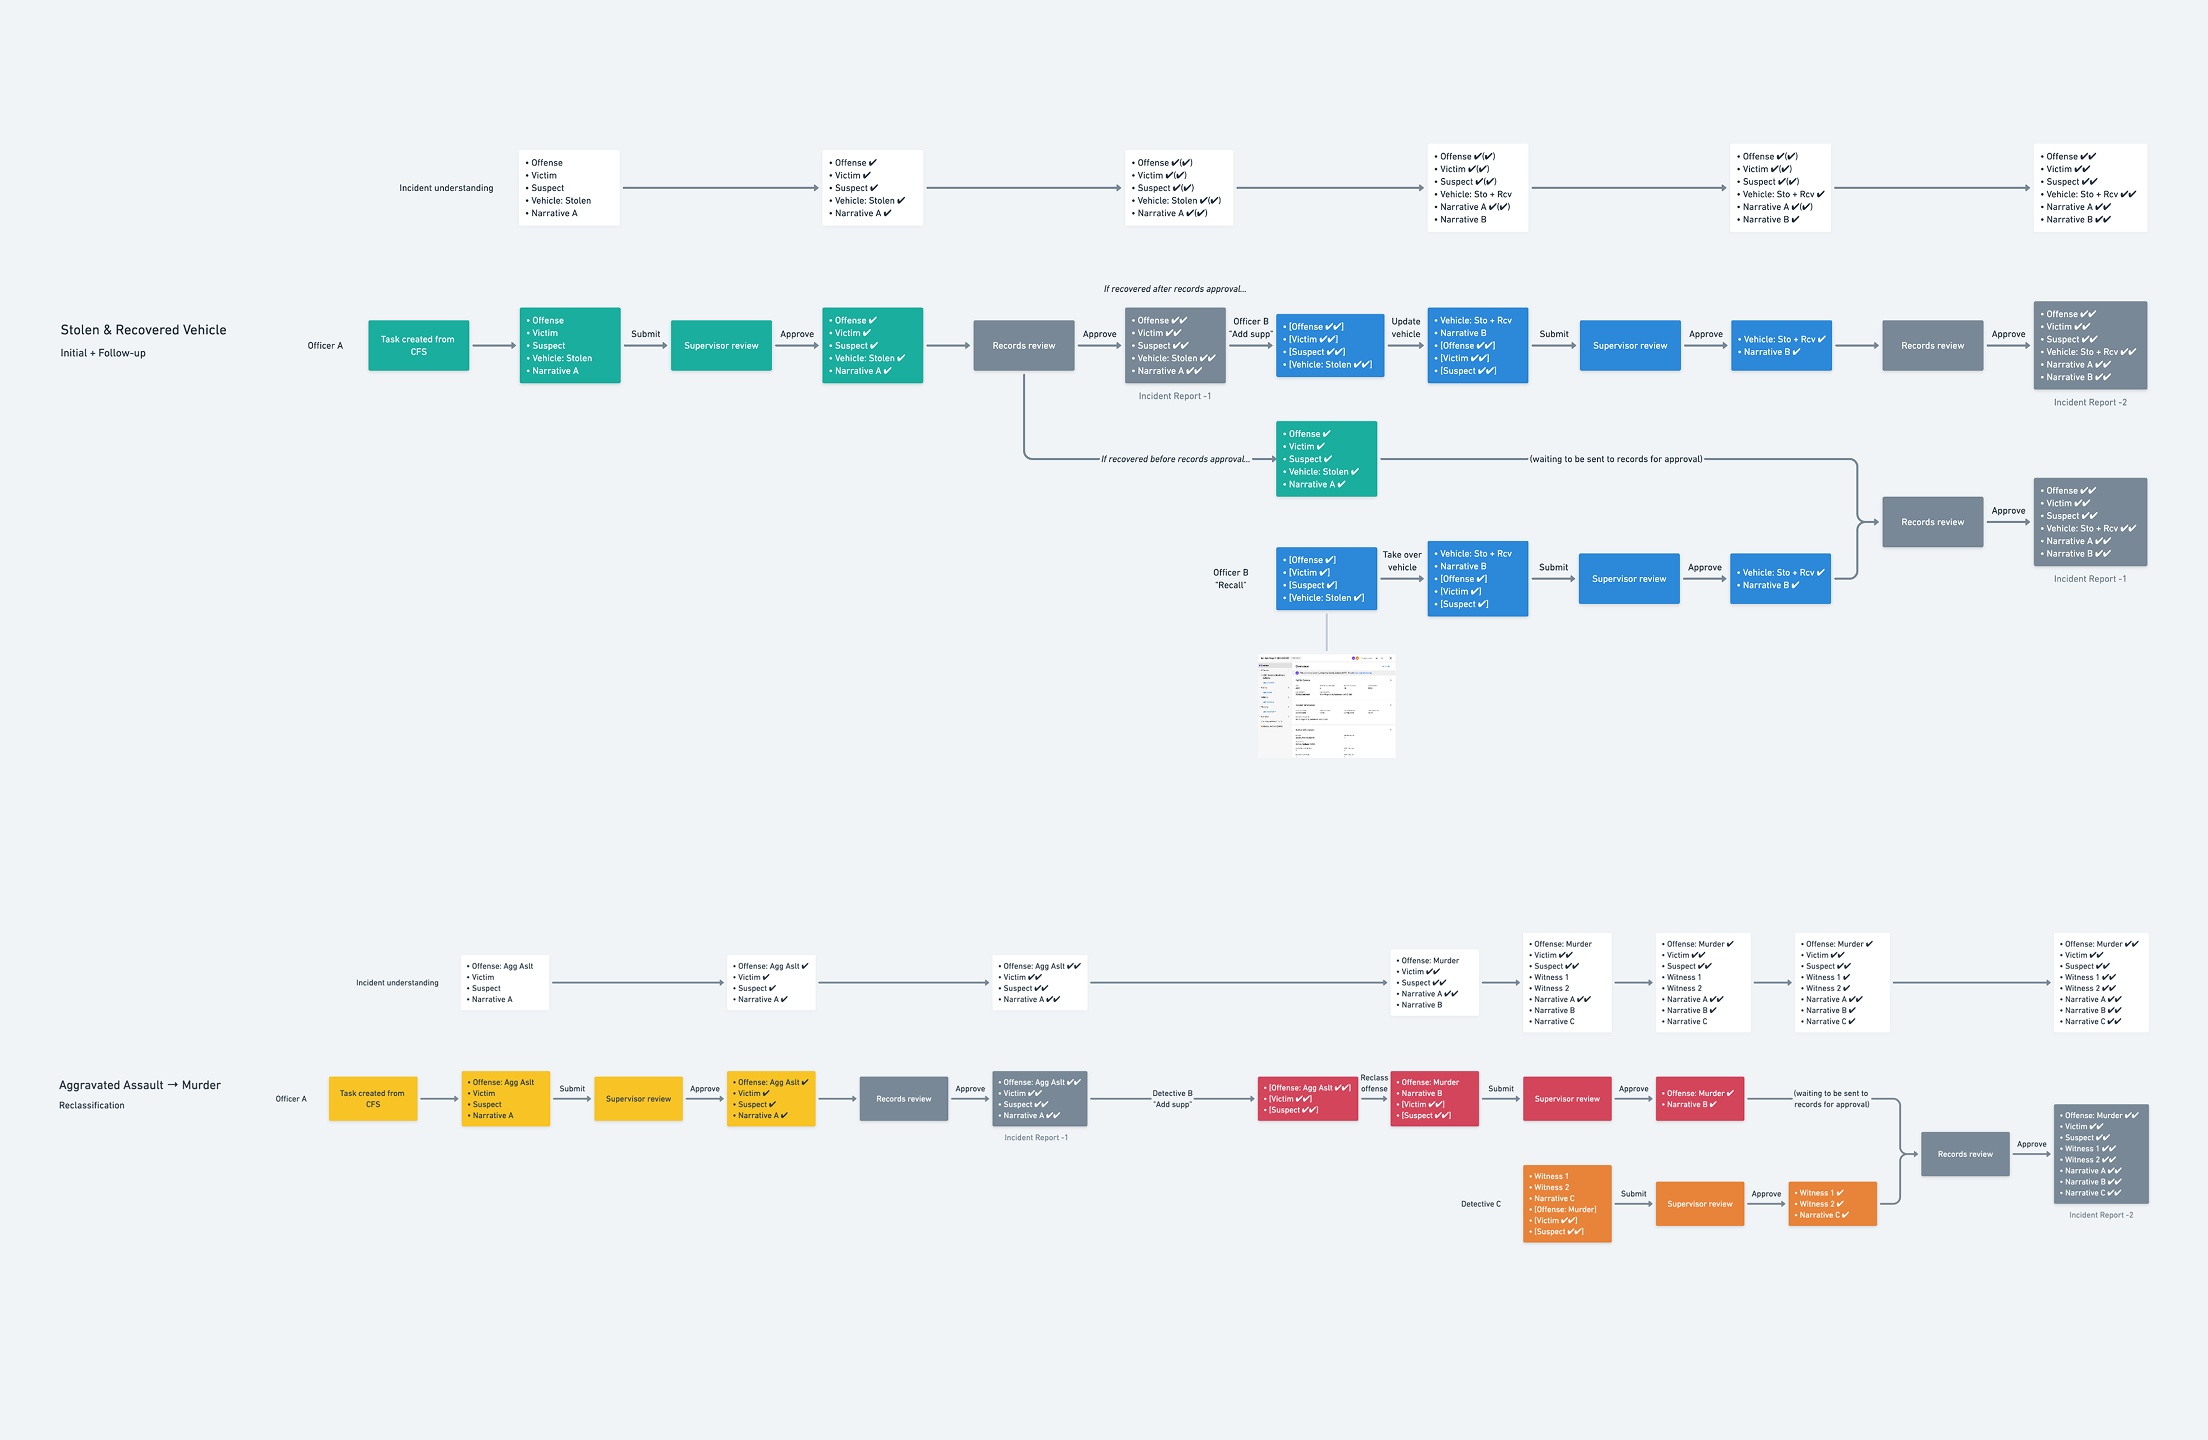 Incident understanding
• Offense
• Victim
• Suspect
• Vehicle: Stolen
• Narrative A
• Offense ✔
• Victim ✔
• Suspect ✔
• Vehicle: Stolen ✔
• Narrative A ✔
• Offense ✔(✔)
• Victim ✔(✔)
• Suspect ✔(✔)
• Vehicle: Stolen ✔(✔)
• Narrative A ✔(✔)
• Offense ✔(✔)
• Victim ✔(✔)
• Suspect ✔(✔)
• Vehicle: Sto + Rcv
• Narrative A ✔(✔)
• Narrative B
• Offense ✔(✔)
• Victim ✔(✔)
• Suspect ✔(✔)
• Vehicle: Sto + Rcv ✔
• Narrative A ✔(✔)
• Narrative B ✔
• Offense ✔✔
• Victim ✔✔
• Suspect ✔✔
• Vehicle: Sto + Rcv ✔✔
• Narrative A ✔✔
• Narrative B ✔✔
Stolen & Recovered Vehicle
Initial + Follow-up
Officer A
Task created from
CFS
• Offense
• Victim
• Suspect
• Vehicle: Stolen
• Narrative A
Submit
Supervisor review
Approve
• Offense ✔
• Victim ✔
• Suspect ✔
• Vehicle: Stolen ✔
• Narrative A ✔
Records review
If recovered after records approval...
Approve
• Offense ✔✔
• Victim ✔✔
• Suspect ✔✔
• Vehicle: Stolen ✔✔
• Narrative A ✔✔
Incident Report -1
Officer B
"Add supp"
• [Offense ✔✔]
• [Victim ✔✔]
• [Suspect ✔✔]
• [Vehicle: Stolen ✔✔]
Update
vehicle
• Vehicle: Sto + Rcv
• Narrative B
• [Offense ✔✔]
• [Victim ✔✔]
• [Suspect ✔✔]
Submit
Supervisor review
Approve
• Vehicle: Sto + Rcv ✔
• Narrative B ✔
Records review
Approve
• Offense ✔✔
• Victim ✔✔
• Suspect ✔✔
• Vehicle: Sto + Rcv ✔✔
• Narrative A ✔✔
• Narrative B ✔✔
Incident Report -2
If recovered before records approval...
• Offense ✔
• Victim ✔
• Suspect ✔
• Vehicle: Stolen ✔
• Narrative A ✔
(waiting to be sent to records for approval)
Officer B
"Recall"
• [Offense ✔]
• [Victim ✔]
• [Suspect ✔]
• [Vehicle: Stolen ✔]
Take over
vehicle
• Vehicle: Sto + Rcv
• Narrative B
• [Offense ✔]
• [Victim ✔]
• [Suspect ✔]
Submit
Supervisor review
Approve
• Vehicle: Sto + Rcv ✔
• Narrative B ✔
Records review
Approve
• Offense ✔✔
• Victim ✔✔
• Suspect ✔✔
• Vehicle: Sto + Rcv ✔✔
• Narrative A ✔✔
• Narrative B ✔✔
Incident Report -1
Incident understanding
• Offense: Agg Aslt
• Victim
• Suspect
• Narrative A
• Offense: Agg Aslt ✔
• Victim ✔
• Suspect ✔
• Narrative A ✔
• Offense: Agg Aslt ✔✔
• Victim ✔✔
• Suspect ✔✔
• Narrative A ✔✔
• Offense: Murder
• Victim ✔✔
• Suspect ✔✔
• Narrative A ✔✔
• Narrative B
• Offense: Murder
• Victim ✔✔
• Suspect ✔✔
• Witness 1
• Witness 2
• Narrative A ✔✔
• Narrative B
• Narrative C
• Offense: Murder ✔
• Victim ✔✔
• Suspect ✔✔
• Witness 1
• Witness 2
• Narrative A ✔✔
• Narrative B ✔
• Narrative C
• Offense: Murder ✔
• Victim ✔✔
• Suspect ✔✔
• Witness 1 ✔
• Witness 2 ✔
• Narrative A ✔✔
• Narrative B ✔
• Narrative C ✔
• Offense: Murder ✔✔
• Victim ✔✔
• Suspect ✔✔
• Witness 1 ✔✔
• Witness 2 ✔✔
• Narrative A ✔✔
• Narrative B ✔✔
• Narrative C ✔✔
Aggravated Assault → Murder
Reclassification
Officer A
Task created from
CFS
• Offense: Agg Aslt
• Victim
• Suspect
• Narrative A
Submit
Supervisor review
Approve
• Offense: Agg Aslt ✔
• Victim ✔
• Suspect ✔
• Narrative A ✔
Records review
Approve
• Offense: Agg Aslt ✔✔
• Victim ✔✔
• Suspect ✔✔
• Narrative A ✔✔
Incident Report -1
Detective B
"Add supp"
• [Offense: Agg Aslt ✔✔]
• [Victim ✔✔]
• [Suspect ✔✔]
Reclass
offense
• Offense: Murder
• Narrative B
• [Victim ✔✔]
• [Suspect ✔✔]
Submit
Supervisor review
Approve
• Offense: Murder ✔
• Narrative B ✔
(waiting to be sent to
records for approval)
Detective C
• Witness 1
• Witness 2
• Narrative C
• [Offense: Murder]
• [Victim ✔✔]
• [Suspect ✔✔]
Submit
Supervisor review
Approve
• Witness 1 ✔
• Witness 2 ✔
• Narrative C ✔
Records review
Approve
• Offense: Murder ✔✔
• Victim ✔✔
• Suspect ✔✔
• Witness 1 ✔✔
• Witness 2 ✔✔
• Narrative A ✔✔
• Narrative B ✔✔
• Narrative C ✔✔
Incident Report -2